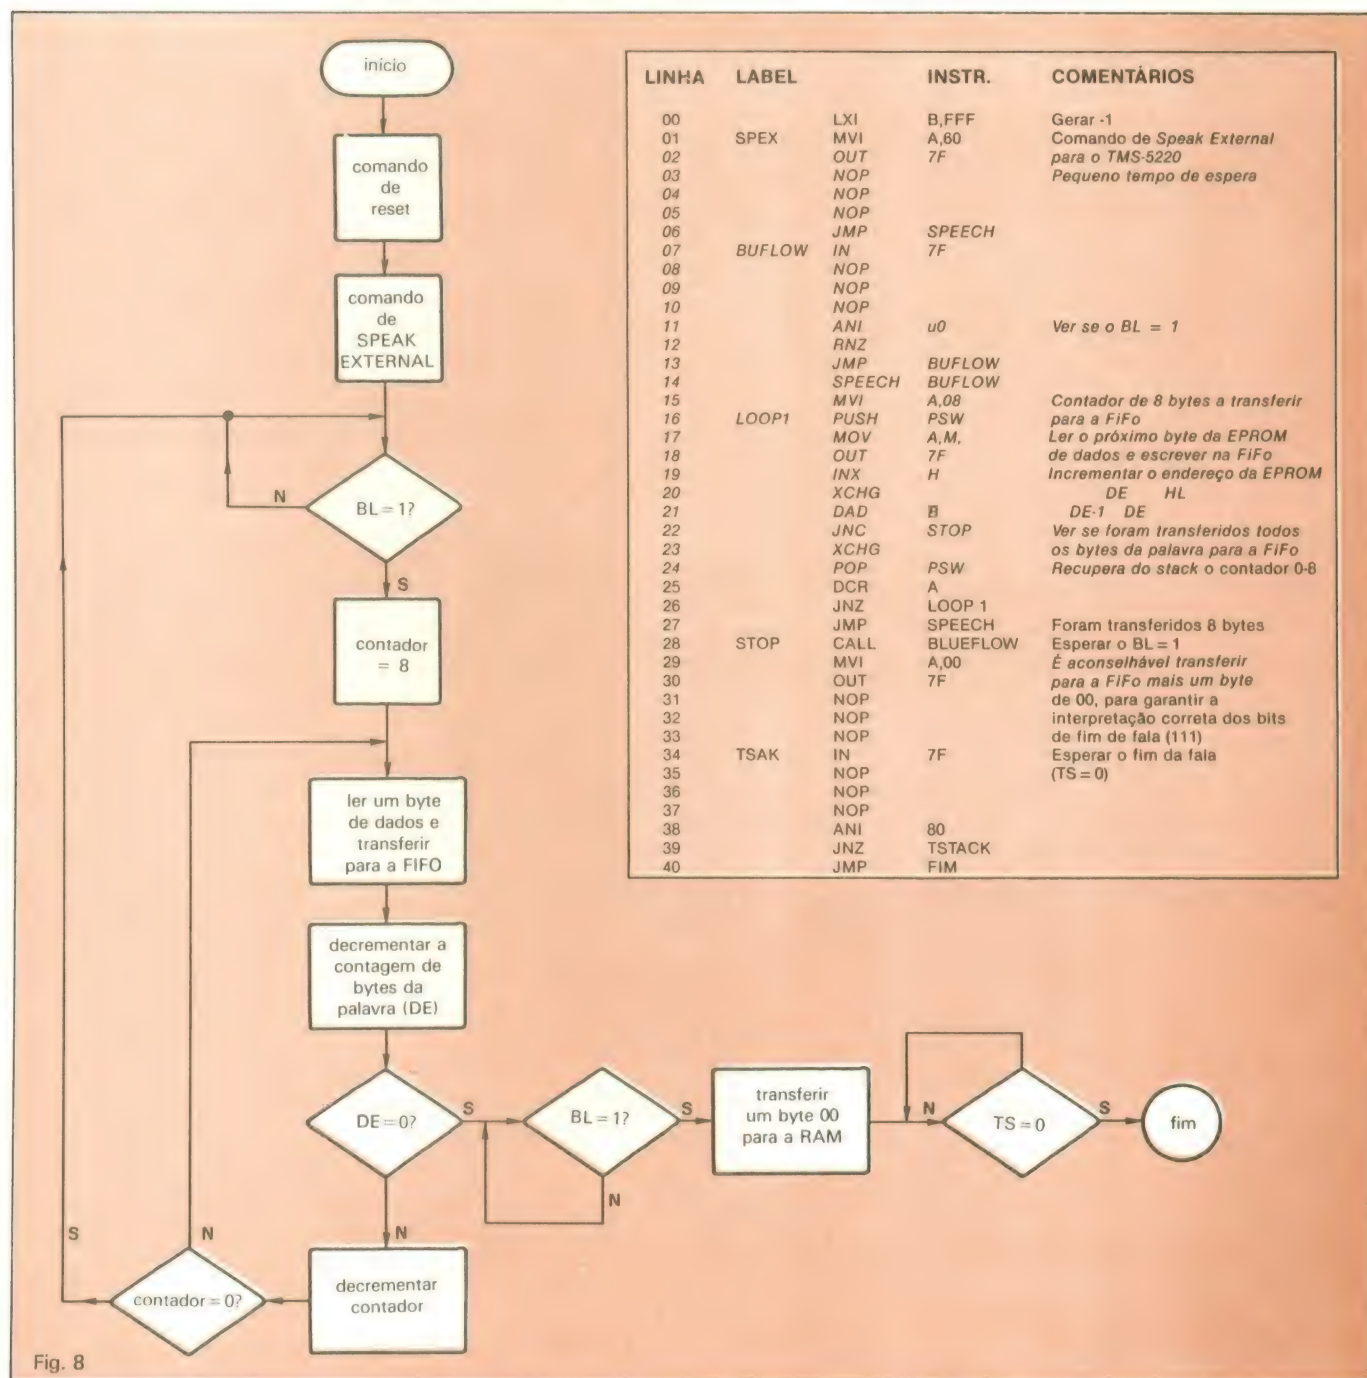 início
comando
de
reset
comando
de
SPEAK
EXTERNAL
BL = 1?
N
S
contador
= 8
ler um byte
de dados e
transferir
para a FIFO
decrementar a
contagem de
bytes da
palavra (DE)
DE = 0?
S
N
BL = 1?
S
N
transferir
um byte 00
para a RAM
N
TS = 0
S
fim
decrementar
contador
contador = 0?
N
S
Fig. 8
LINHA LABEL INSTR. COMENTÁRIOS
00 LXI B,FFF Gerar -1
01 SPEX MVI A,60 Comando de Speak External
02 OUT 7F para o TMS-5220
03 NOP Pequeno tempo de espera
04 NOP
05 NOP
06 JMP SPEECH
07 BUFLOW IN 7F
08 NOP
09 NOP
10 NOP
11 ANI u0 Ver se o BL = 1
12 RNZ
13 JMP BUFLOW
14 SPEECH BUFLOW
15 MVI A,08 Contador de 8 bytes a transferir
16 LOOP1 PUSH PSW para a FiFo
17 MOV A,M, Ler o próximo byte da EPROM
18 OUT 7F de dados e escrever na FiFo
19 INX H Incrementar o endereço da EPROM
20 XCHG DE HL
21 DAD B DE-1 DE
22 JNC STOP Ver se foram transferidos todos
23 XCHG os bytes da palavra para a FiFo
24 POP PSW Recupera do stack o contador 0-8
25 DCR A
26 JNZ LOOP 1
27 JMP SPEECH Foram transferidos 8 bytes
28 STOP CALL BLUEFLOW Esperar o BL = 1
29 MVI A,00 É aconselhável transferir
30 OUT 7F para a FiFo mais um byte
31 NOP de 00, para garantir a
32 NOP interpretação correta dos bits
33 NOP de fim de fala (111)
34 TSAK IN 7F Esperar o fim da fala
35 NOP (TS = 0)
36 NOP
37 NOP
38 ANI 80
39 JNZ TSTACK
40 JMP FIM